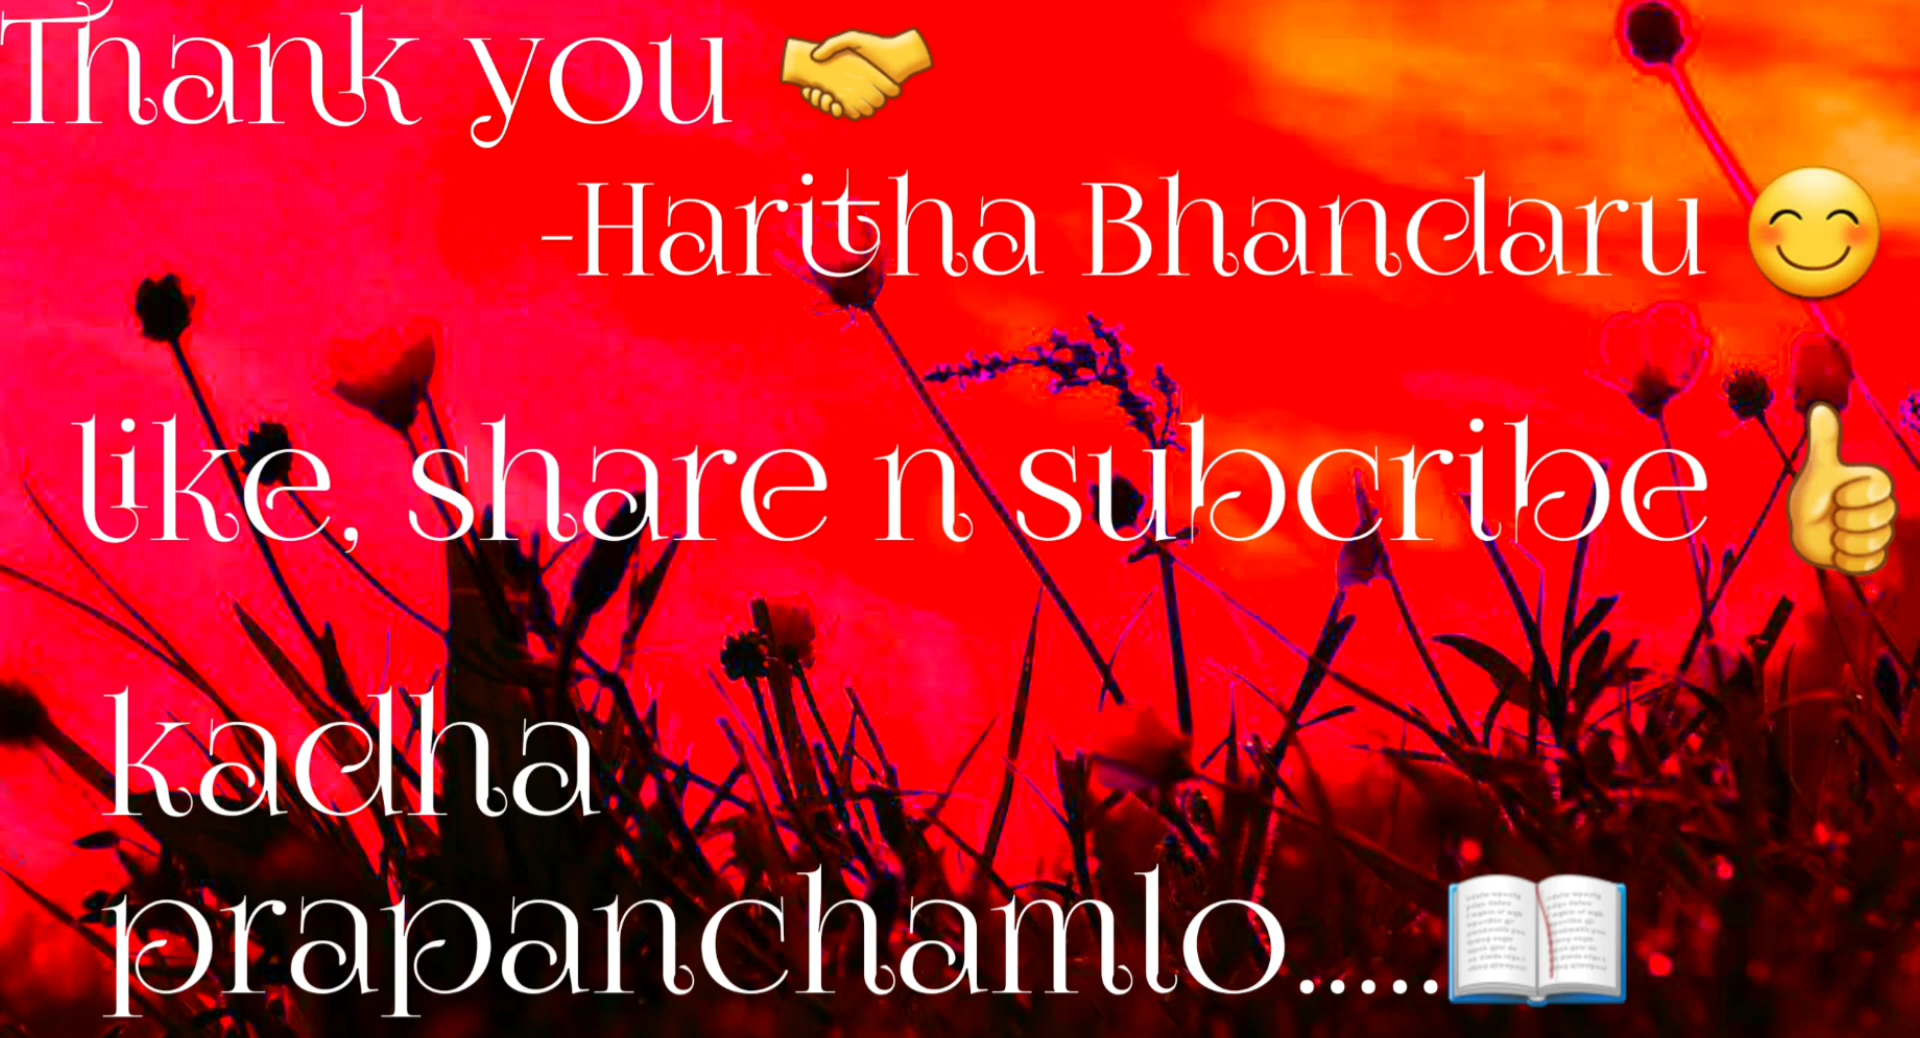 Thank you 🤝
-Haritha Bhandaru 😊
like, share n subcribe 👍
kadha
prapanchamlo.....📖